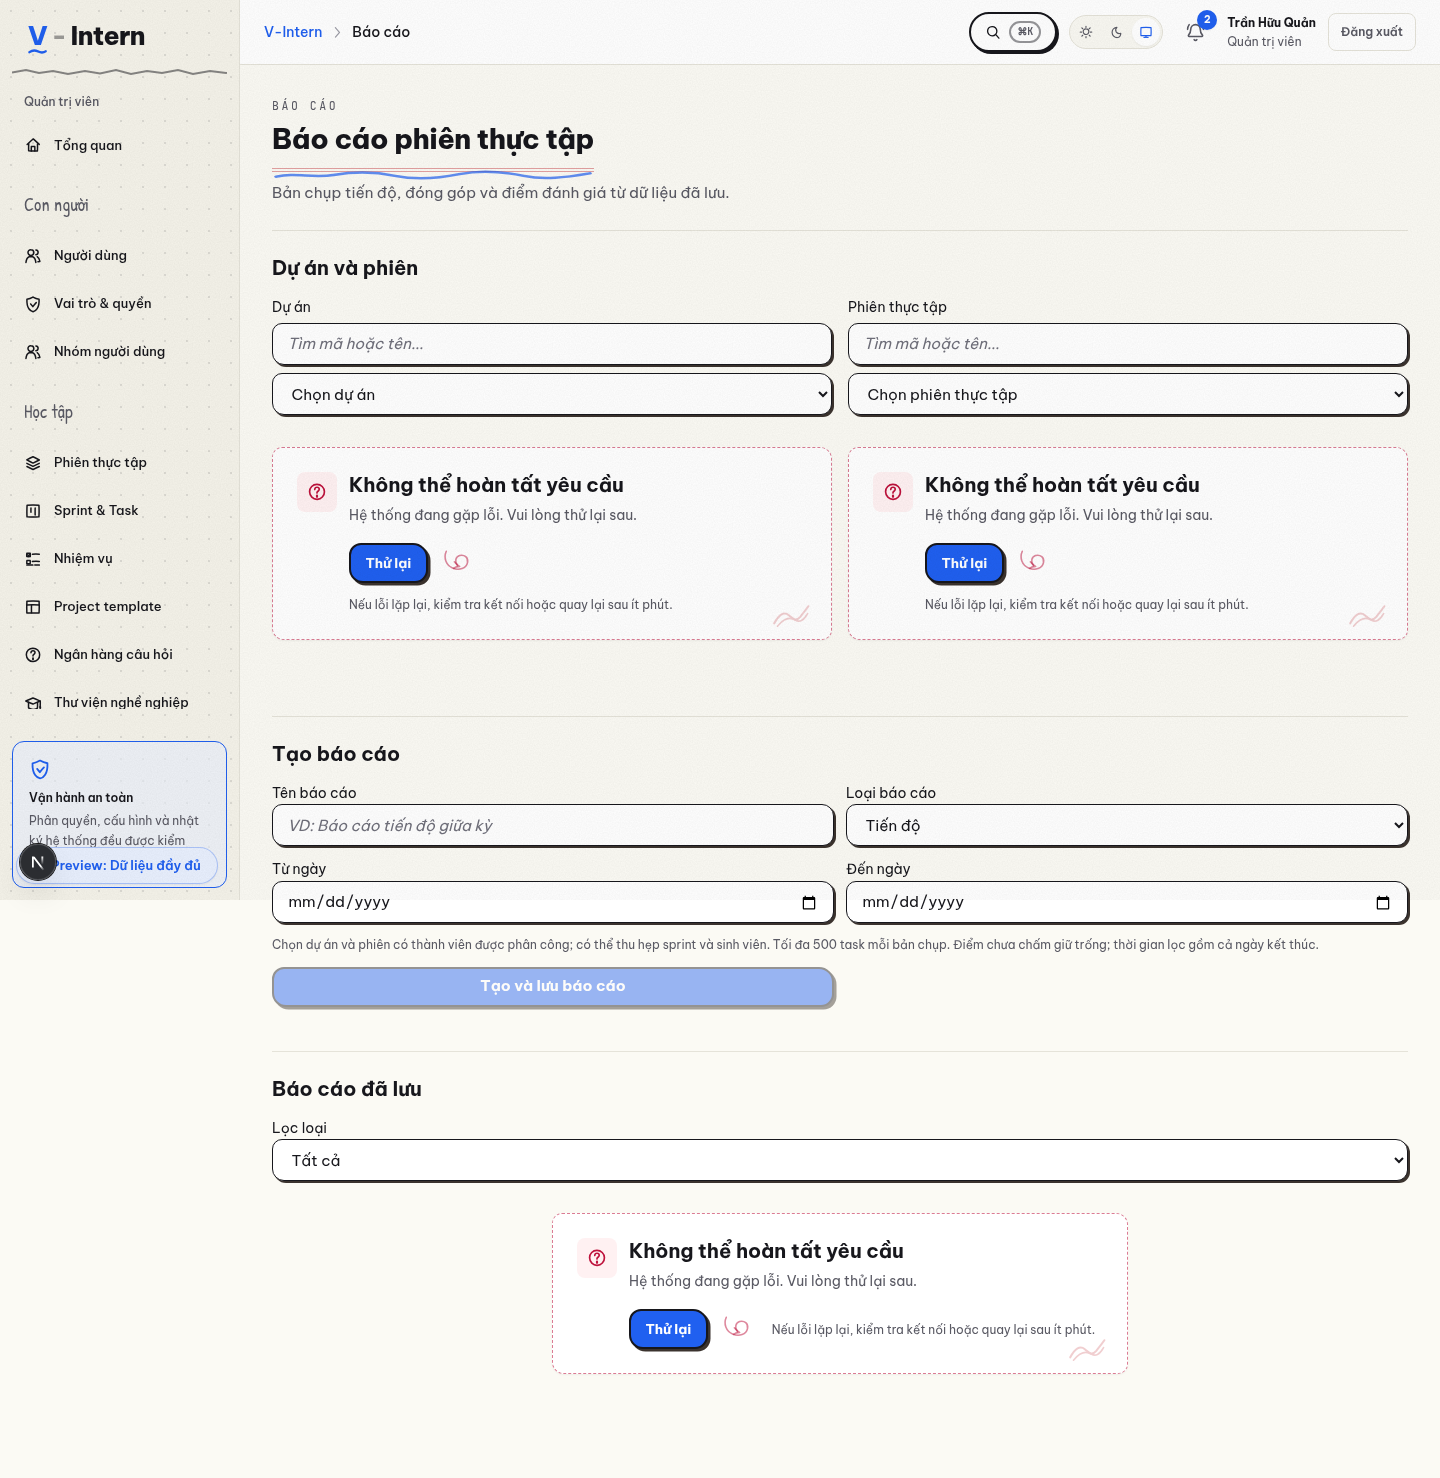 V - Intern
Quản trị viên
Tổng quan
Con người
Người dùng
Vai trò & quyền
Nhóm người dùng
Học tập
Phiên thực tập
Sprint & Task
Nhiệm vụ
Project template
Ngân hàng câu hỏi
Thư viện nghề nghiệp
Vận hành an toàn
Phân quyền, cấu hình và nhật
ký hệ thống đều được kiểm
Preview: Dữ liệu đầy đủ
V-Intern
Báo cáo
⌘K
2
Trần Hữu Quản
Quản trị viên
Đăng xuất
BÁO CÁO
Báo cáo phiên thực tập
Bản chụp tiến độ, đóng góp và điểm đánh giá từ dữ liệu đã lưu.
Dự án và phiên
Dự án
Tìm mã hoặc tên...
Chọn dự án
Phiên thực tập
Tìm mã hoặc tên...
Chọn phiên thực tập
Không thể hoàn tất yêu cầu
Hệ thống đang gặp lỗi. Vui lòng thử lại sau.
Thử lại
Nếu lỗi lặp lại, kiểm tra kết nối hoặc quay lại sau ít phút.
Không thể hoàn tất yêu cầu
Hệ thống đang gặp lỗi. Vui lòng thử lại sau.
Thử lại
Nếu lỗi lặp lại, kiểm tra kết nối hoặc quay lại sau ít phút.
Tạo báo cáo
Tên báo cáo
VD: Báo cáo tiến độ giữa kỳ
Loại báo cáo
Tiến độ
Từ ngày
mm/dd/yyyy
Đến ngày
mm/dd/yyyy
Chọn dự án và phiên có thành viên được phân công; có thể thu hẹp sprint và sinh viên. Tối đa 500 task mỗi bản chụp. Điểm chưa chấm giữ trống; thời gian lọc gồm cả ngày kết thúc.
Tạo và lưu báo cáo
Báo cáo đã lưu
Lọc loại
Tất cả
Không thể hoàn tất yêu cầu
Hệ thống đang gặp lỗi. Vui lòng thử lại sau.
Thử lại
Nếu lỗi lặp lại, kiểm tra kết nối hoặc quay lại sau ít phút.